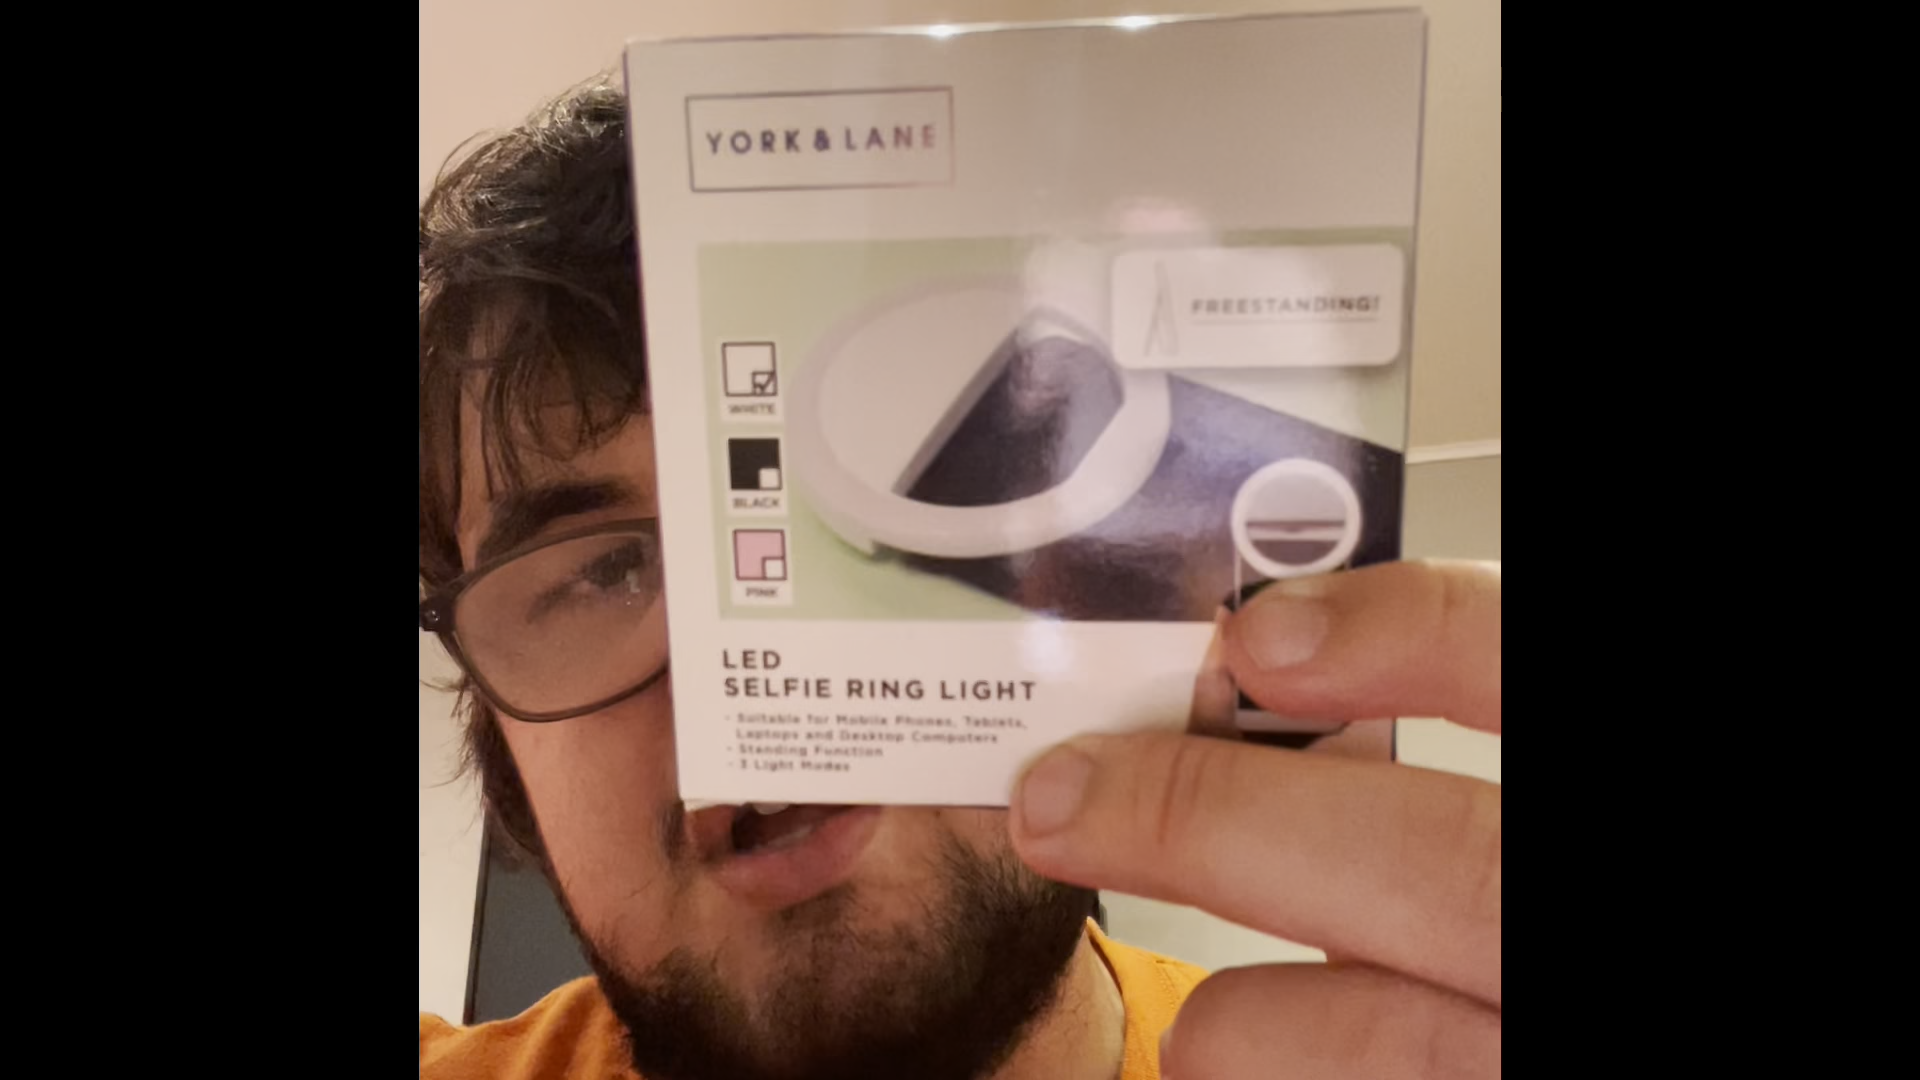 YORK & LANE
FREESTANDING!
WHITE
BLACK
PINK
LED
SELFIE RING LIGHT
- Suitable for Mobile Phones, Tablets,
Laptops and Desktop Computers
- Standing Function
- 3 Light Modes